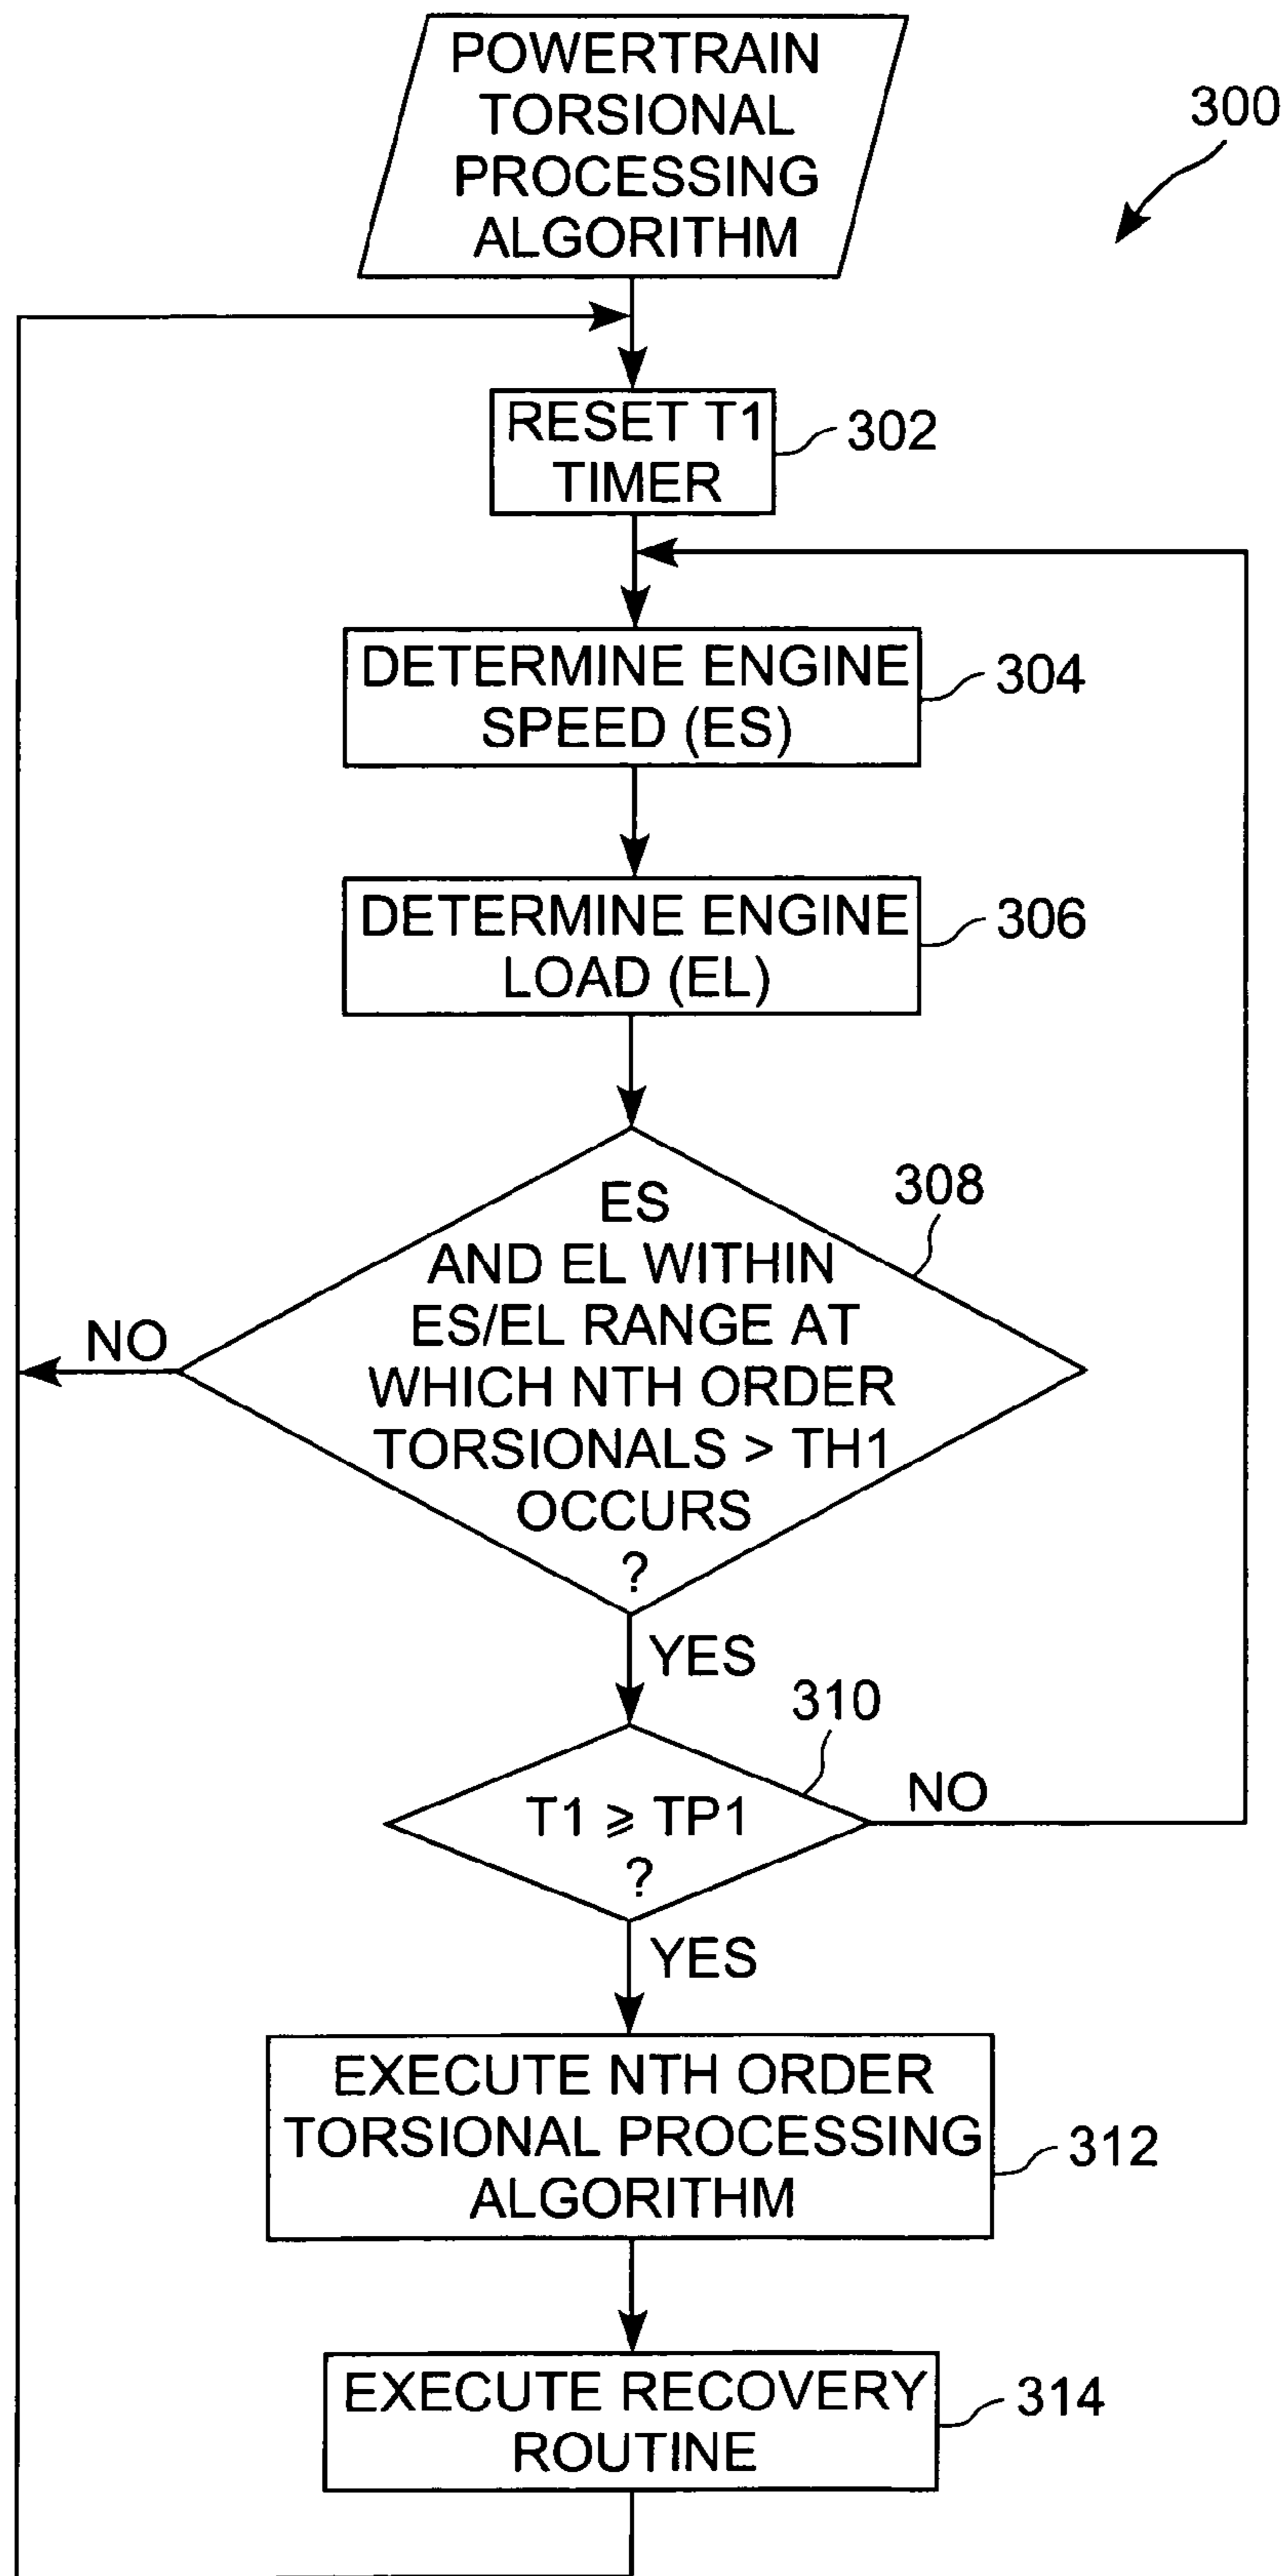 POWERTRAIN
TORSIONAL
PROCESSING
ALGORITHM
300
RESET T1
TIMER
302
DETERMINE ENGINE
SPEED (ES)
304
DETERMINE ENGINE
LOAD (EL)
306
308
ES
AND EL WITHIN
ES/EL RANGE AT
WHICH NTH ORDER
TORSIONALS > TH1
OCCURS
?
NO
YES
310
T1 ⩾ TP1
?
NO
YES
EXECUTE NTH ORDER
TORSIONAL PROCESSING
ALGORITHM
312
EXECUTE RECOVERY
ROUTINE
314